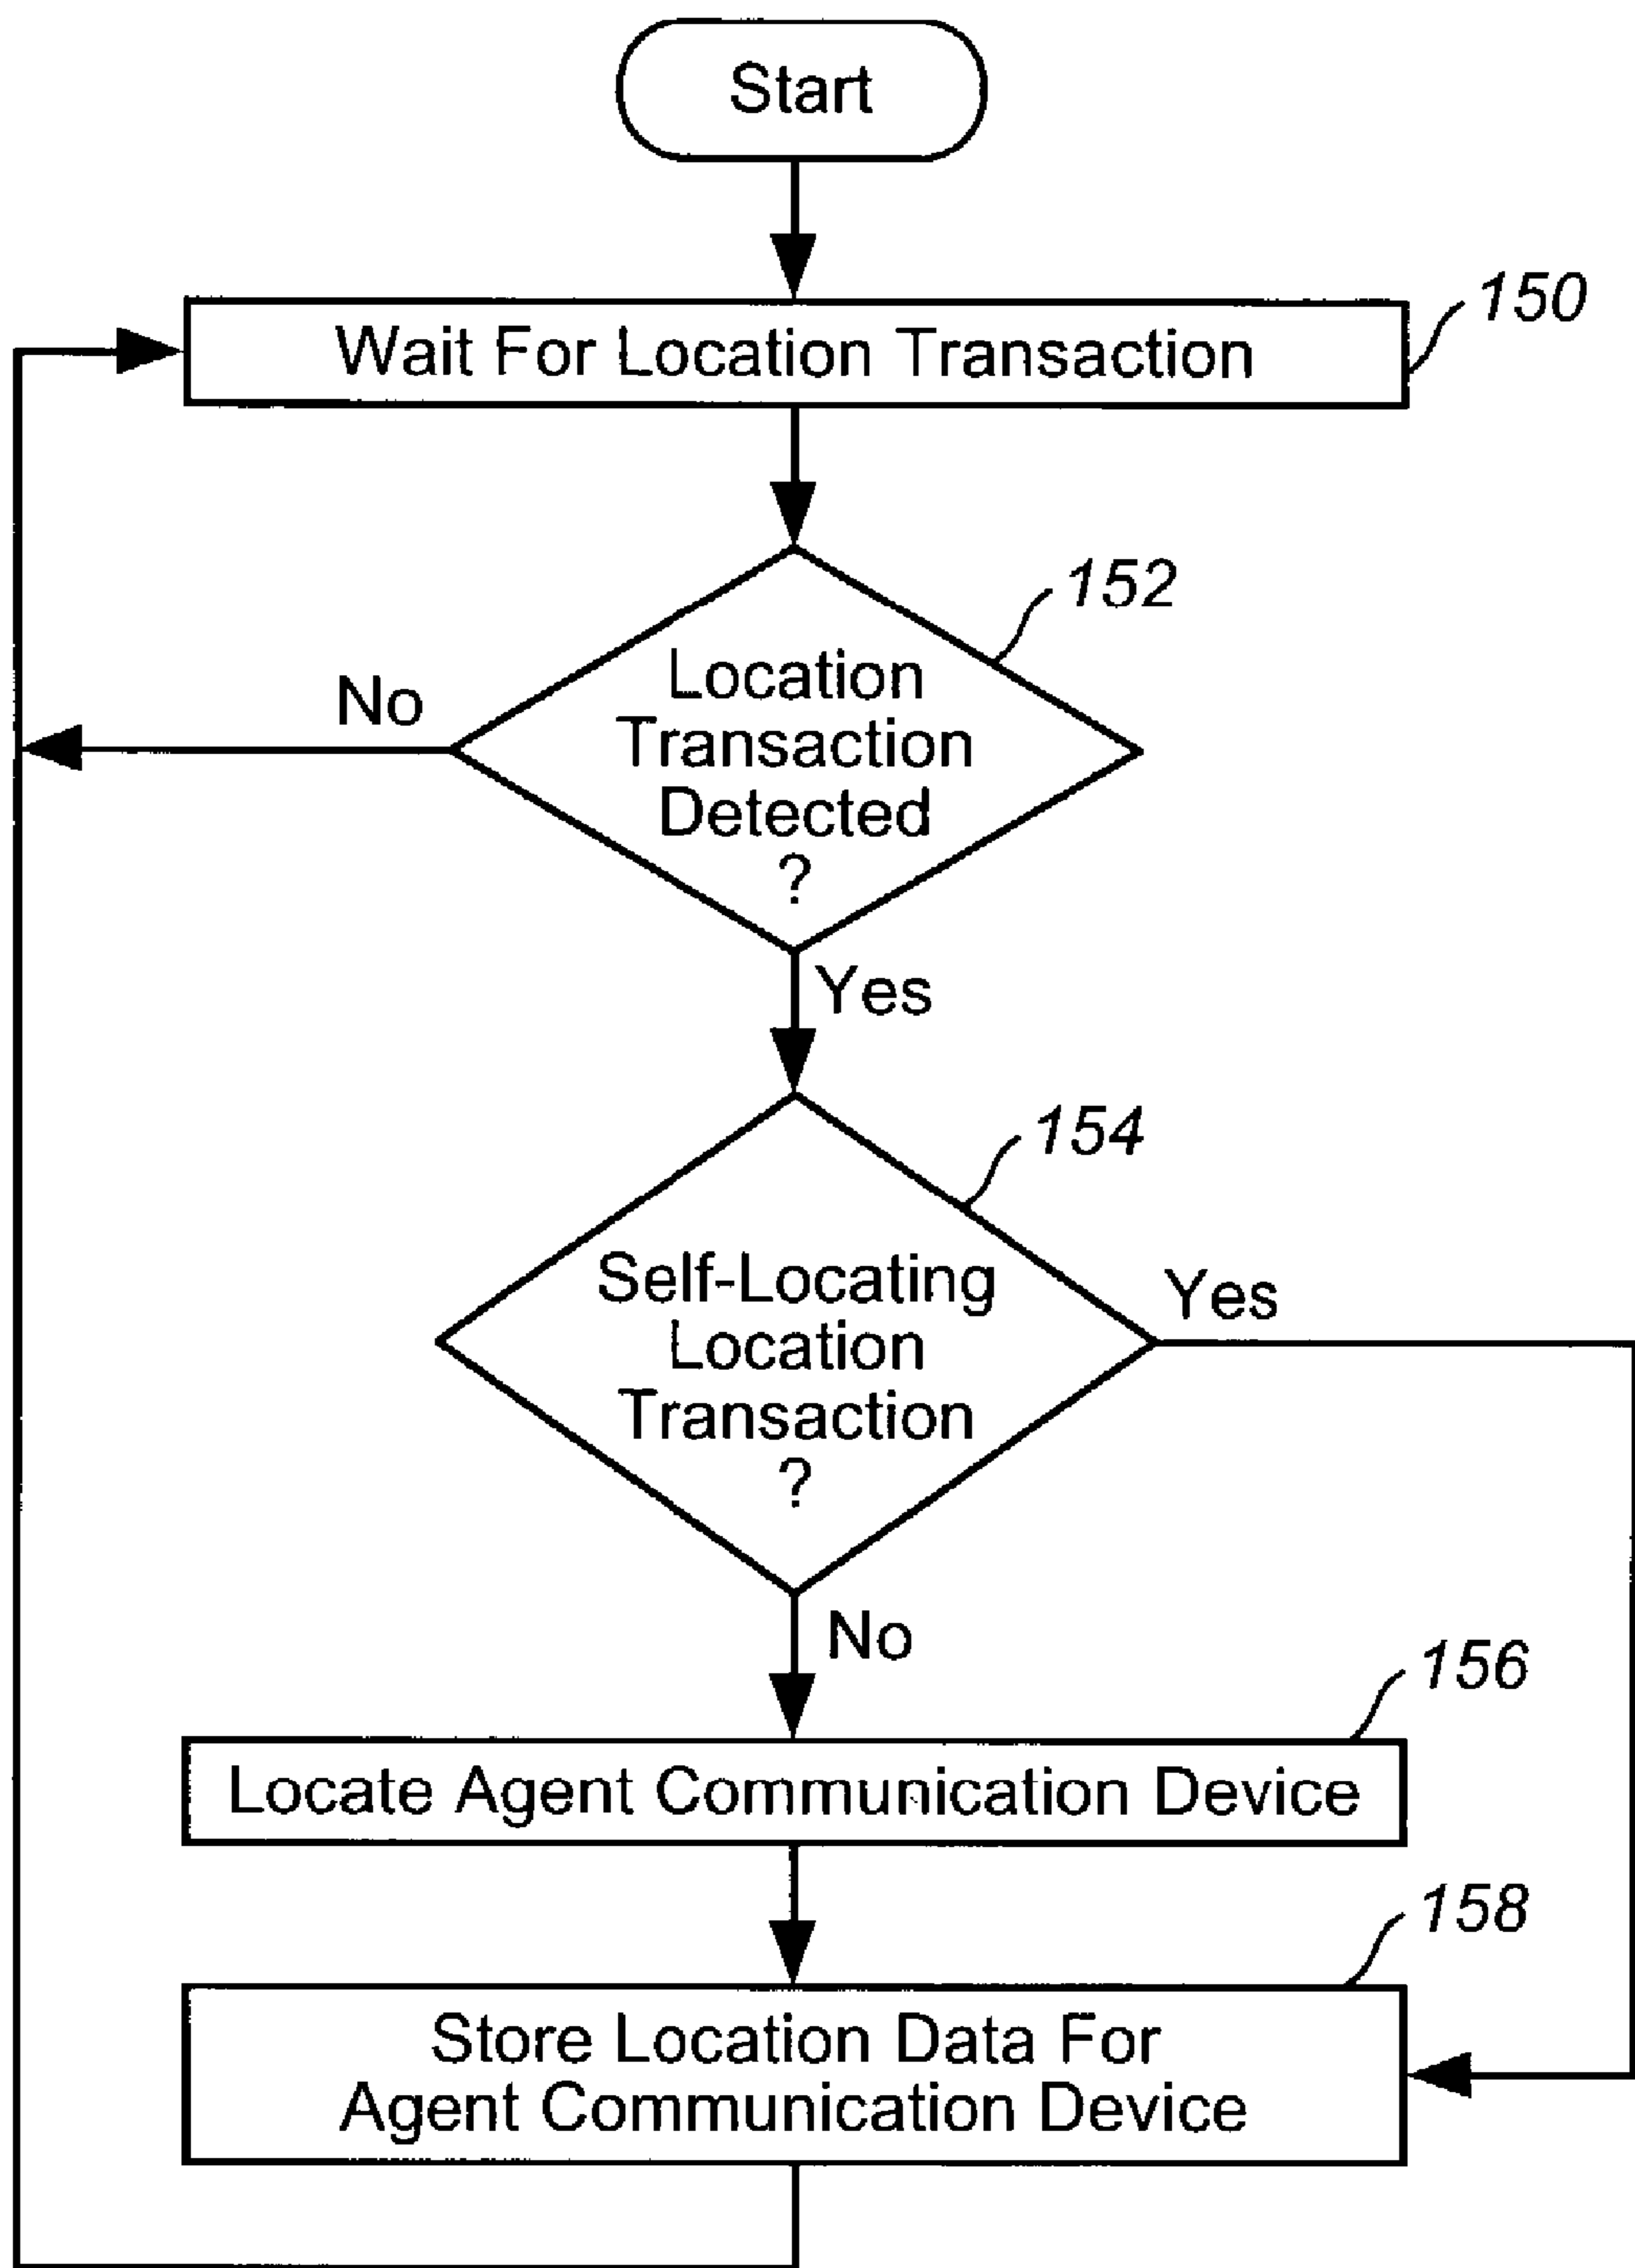 Start
Wait For Location Transaction
150
152
Location
Transaction
Detected
?
No
Yes
154
Self-Locating
Location
Transaction
?
Yes
No
156
Locate Agent Communication Device
158
Store Location Data For
Agent Communication Device